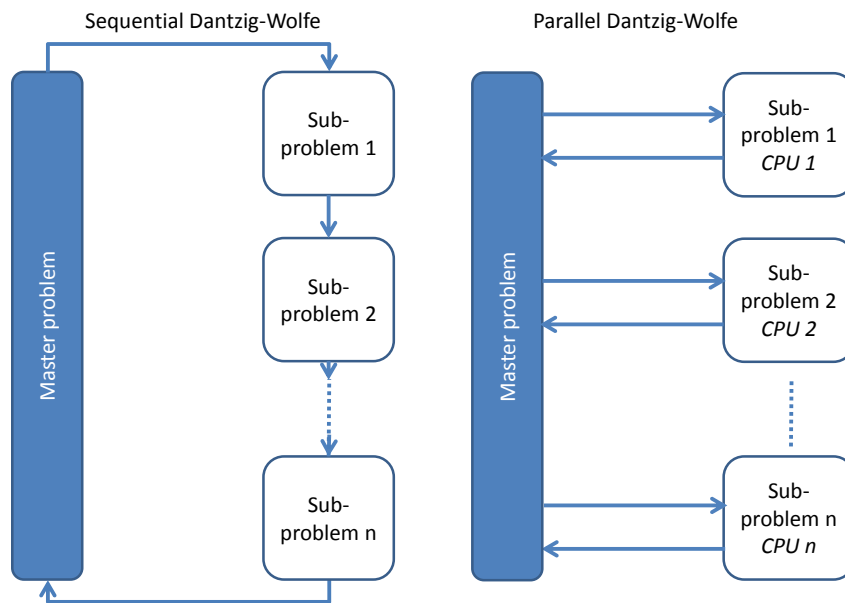 Sequential Dantzig-Wolfe
Master problem
Sub-
problem 1
Sub-
problem 2
Sub-
problem n
Parallel Dantzig-Wolfe
Master problem
Sub-
problem 1
CPU 1
Sub-
problem 2
CPU 2
Sub-
problem n
CPU n